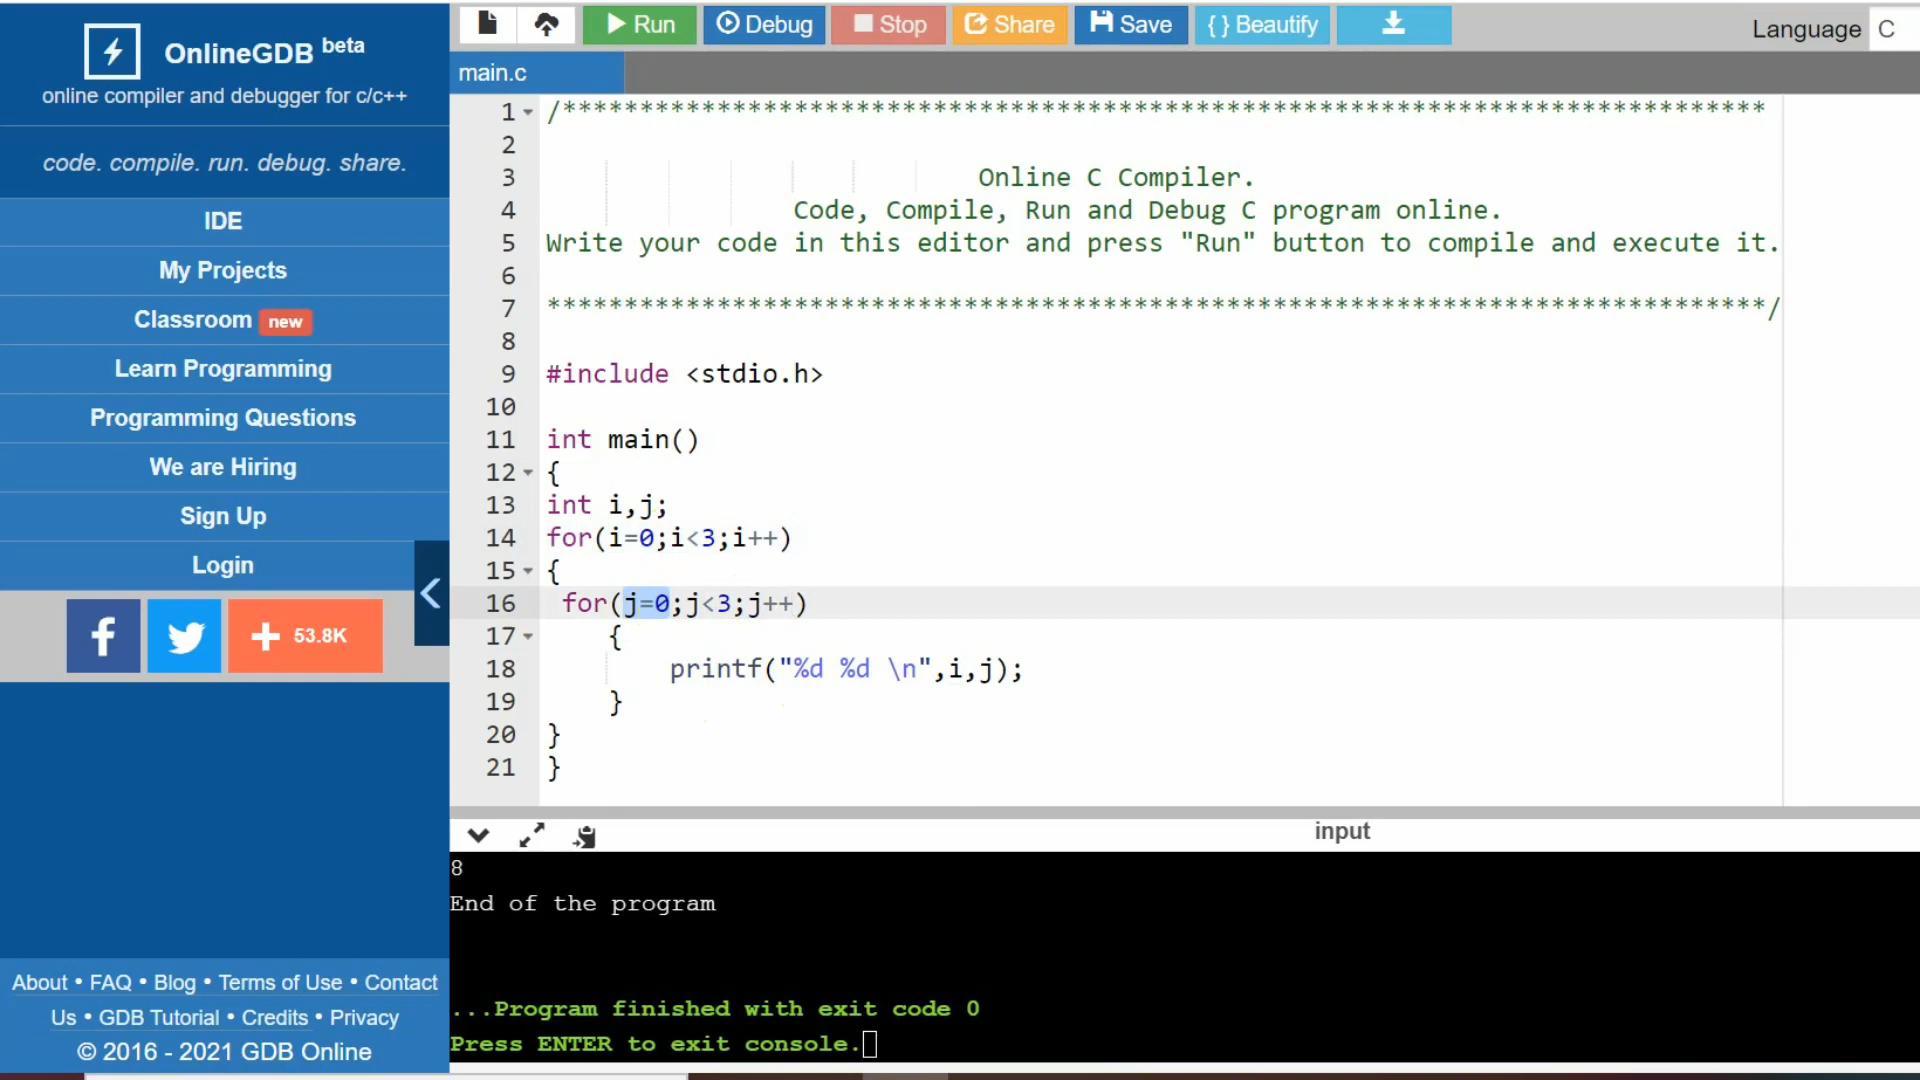 OnlineGDB beta
online compiler and debugger for c/c++
code. compile. run. debug. share.
IDE
My Projects
Classroom new
Learn Programming
Programming Questions
We are Hiring
Sign Up
Login
53.8K
About • FAQ • Blog • Terms of Use • Contact
Us • GDB Tutorial • Credits • Privacy
© 2016 - 2021 GDB Online
Run Debug Stop Share Save { } Beautify
Language C
main.c
1 /******************************************************************************
2
3 Online C Compiler.
4 Code, Compile, Run and Debug C program online.
5 Write your code in this editor and press "Run" button to compile and execute it.
6
7 *******************************************************************************/
8
9 #include <stdio.h>
10
11 int main()
12 {
13 int i,j;
14 for(i=0;i<3;i++)
15 {
16 for(j=0;j<3;j++)
17 {
18 printf("%d %d \n",i,j);
19 }
20 }
21 }
input
8
End of the program
...Program finished with exit code 0
Press ENTER to exit console.